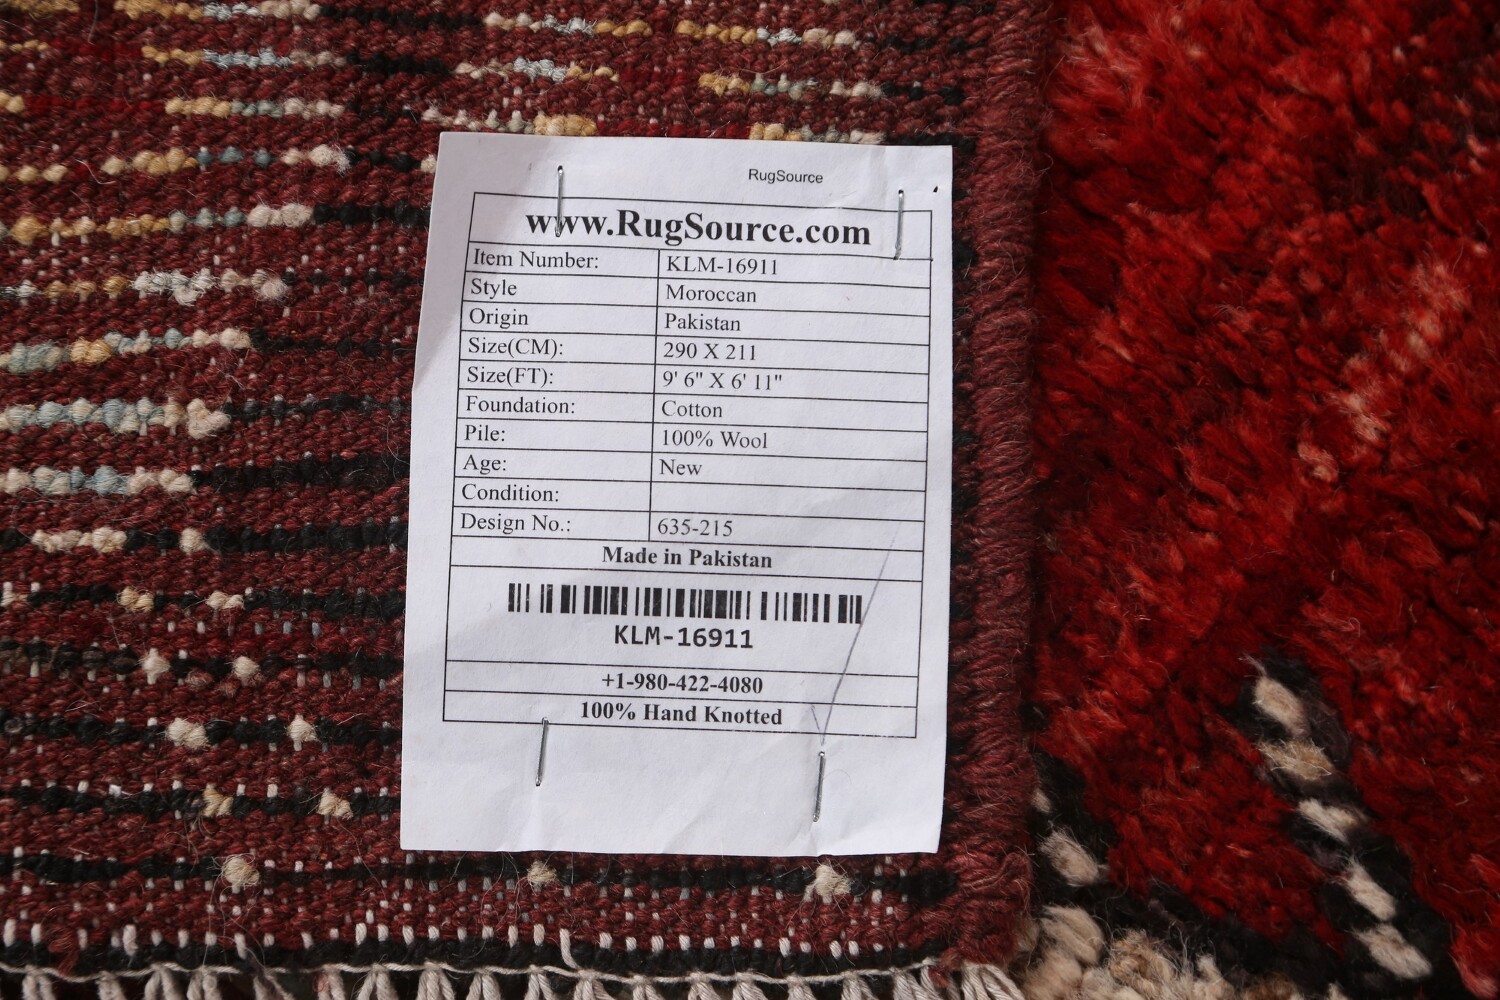 RugSource
www.RugSource.com
Item Number: KLM-16911
Style Moroccan
Origin Pakistan
Size(CM): 290 X 211
Size(FT): 9' 6" X 6' 11"
Foundation: Cotton
Pile: 100% Wool
Age: New
Condition:
Design No.: 635-215
Made in Pakistan
KLM-16911
+1-980-422-4080
100% Hand Knotted